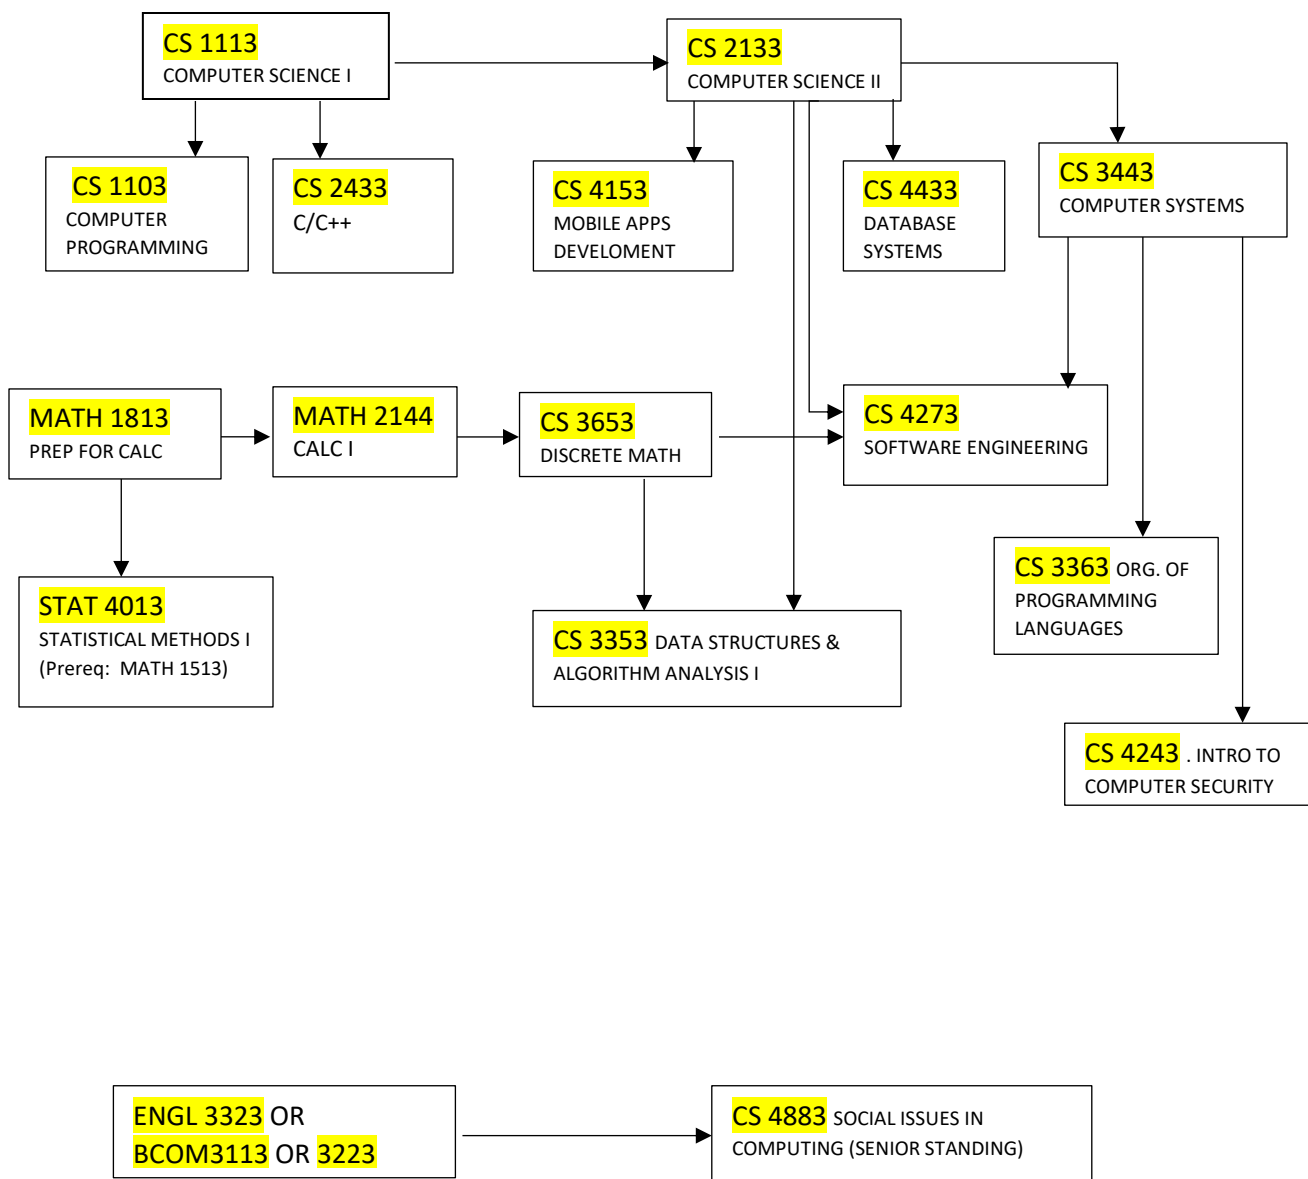 CS 1113
COMPUTER SCIENCE I
CS 2133
COMPUTER SCIENCE II
CS 1103
COMPUTER
PROGRAMMING
CS 2433
C/C++
CS 4153
MOBILE APPS
DEVELOMENT
CS 4433
DATABASE
SYSTEMS
CS 3443
COMPUTER SYSTEMS
MATH 1813
PREP FOR CALC
MATH 2144
CALC I
CS 3653
DISCRETE MATH
CS 4273
SOFTWARE ENGINEERING
CS 3363 ORG. OF
PROGRAMMING
LANGUAGES
STAT 4013
STATISTICAL METHODS I
(Prereq: MATH 1513)
CS 3353 DATA STRUCTURES &
ALGORITHM ANALYSIS I
CS 4243 . INTRO TO
COMPUTER SECURITY
ENGL 3323 OR
BCOM3113 OR 3223
CS 4883 SOCIAL ISSUES IN
COMPUTING (SENIOR STANDING)